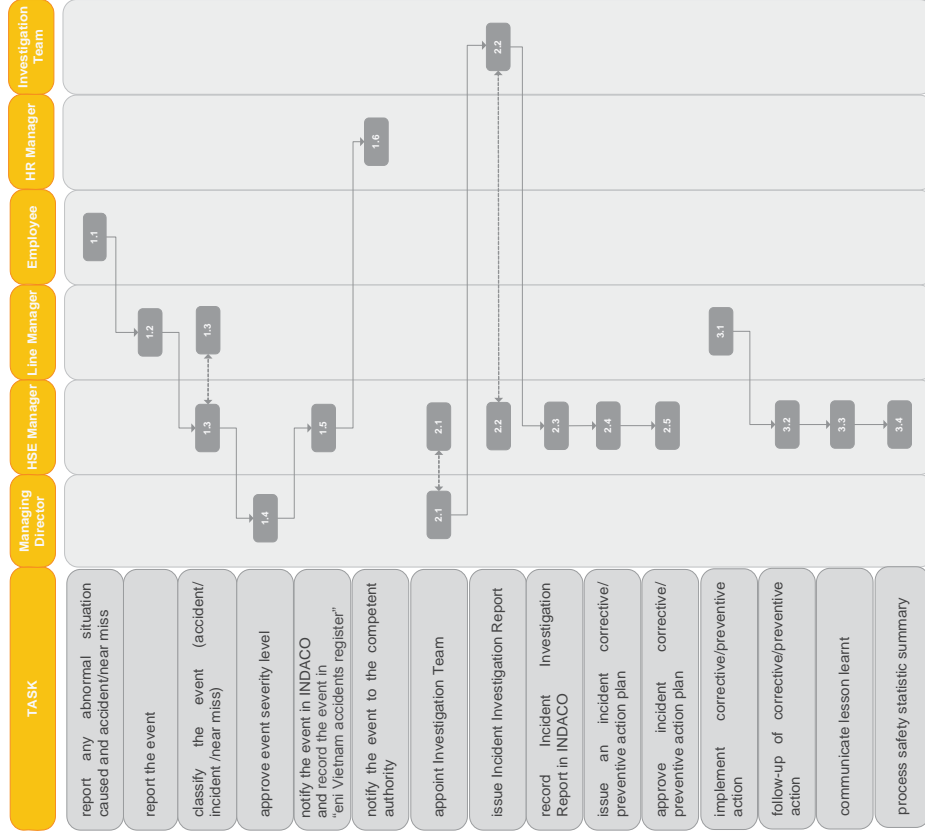 TASK
Managing
Director
HSE Manager
Line Manager
Employee
HR Manager
Investigation
Team
report any abnormal situation
caused and accident/near miss
1.1
report the event
1.2
classify the event (accident/
incident /near miss)
1.3
1.3
approve event severity level
1.4
notify the event in INDACO
and record the event in
“eni Vietnam accidents register”
1.5
notify the event to the competent
authority
1.6
appoint Investigation Team
2.1
2.1
issue Incident Investigation Report
2.2
2.2
record Incident Investigation
Report in INDACO
2.3
issue an incident corrective/
preventive action plan
2.4
approve incident corrective/
preventive action plan
2.5
implement corrective/preventive
action
3.1
follow-up of corrective/preventive
action
3.2
communicate lesson learnt
3.3
process safety statistic summary
3.4